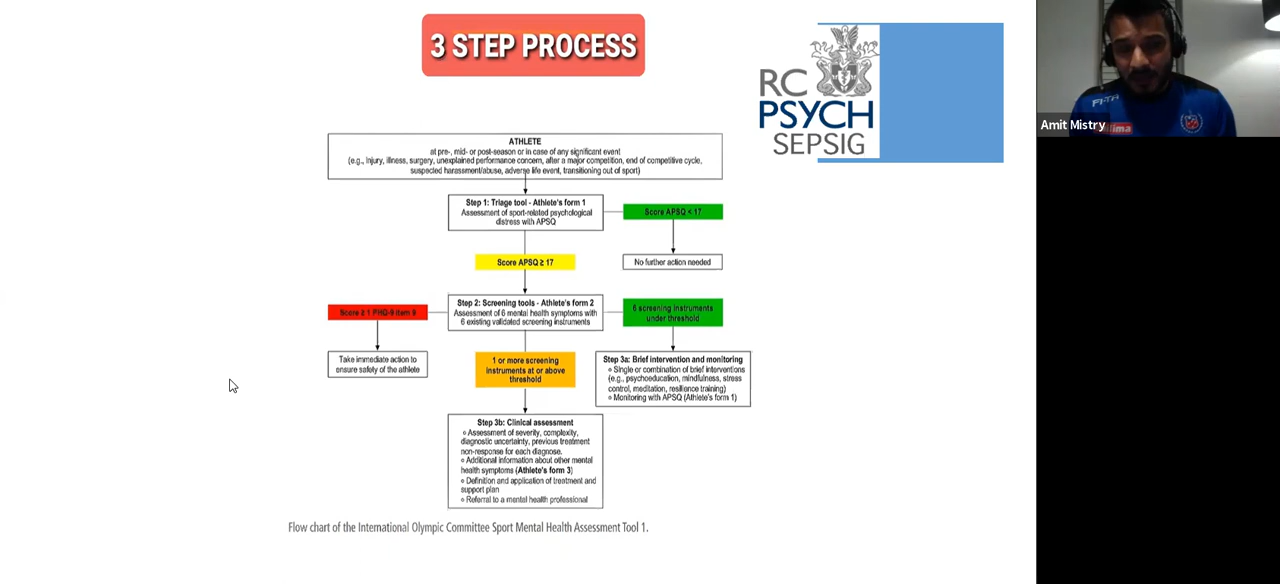 3 STEP PROCESS
RC
PSYCH
SEPSIG
Amit Mistry
ATHLETE
at pre-, mid- or post-season or in case of any significant event
(e.g., Injury, illness, surgery, unexplained performance concern, after a major competition, end of competitive cycle,
suspected harassment/abuse, adverse life event, transitioning out of sport)
Step 1: Triage tool - Athlete's form 1
Assessment of sport-related psychological
distress with APSQ
Score APSQ < 17
Score APSQ ≥ 17
No further action needed
Step 2: Screening tools - Athlete's form 2
Assessment of 6 mental health symptoms with
6 existing validated screening instruments
Score ≥ 1 PHQ-9 item 9
6 screening instruments
under threshold
Take immediate action to
ensure safety of the athlete
1 or more screening
instruments at or above
threshold
Step 3a: Brief intervention and monitoring
o Single or combination of brief interventions
(e.g., psychoeducation, mindfulness, stress
control, meditation, resilience training)
o Monitoring with APSQ (Athlete's form 1)
Step 3b: Clinical assessment
o Assessment of severity, complexity,
diagnostic uncertainty, previous treatment
non-response for each diagnose.
o Additional information about other mental
health symptoms (Athlete's form 3)
o Definition and application of treatment and
support plan
o Referral to a mental health professional
Flow chart of the International Olympic Committee Sport Mental Health Assessment Tool 1.